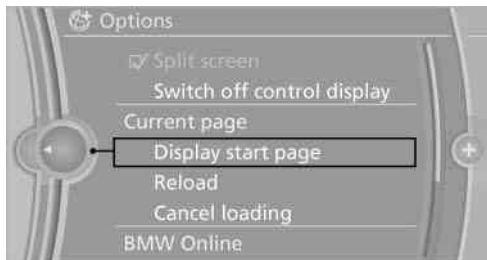 Options
Split screen
Switch off control display
Current page
Display start page
Reload
Cancel loading
BMW Online